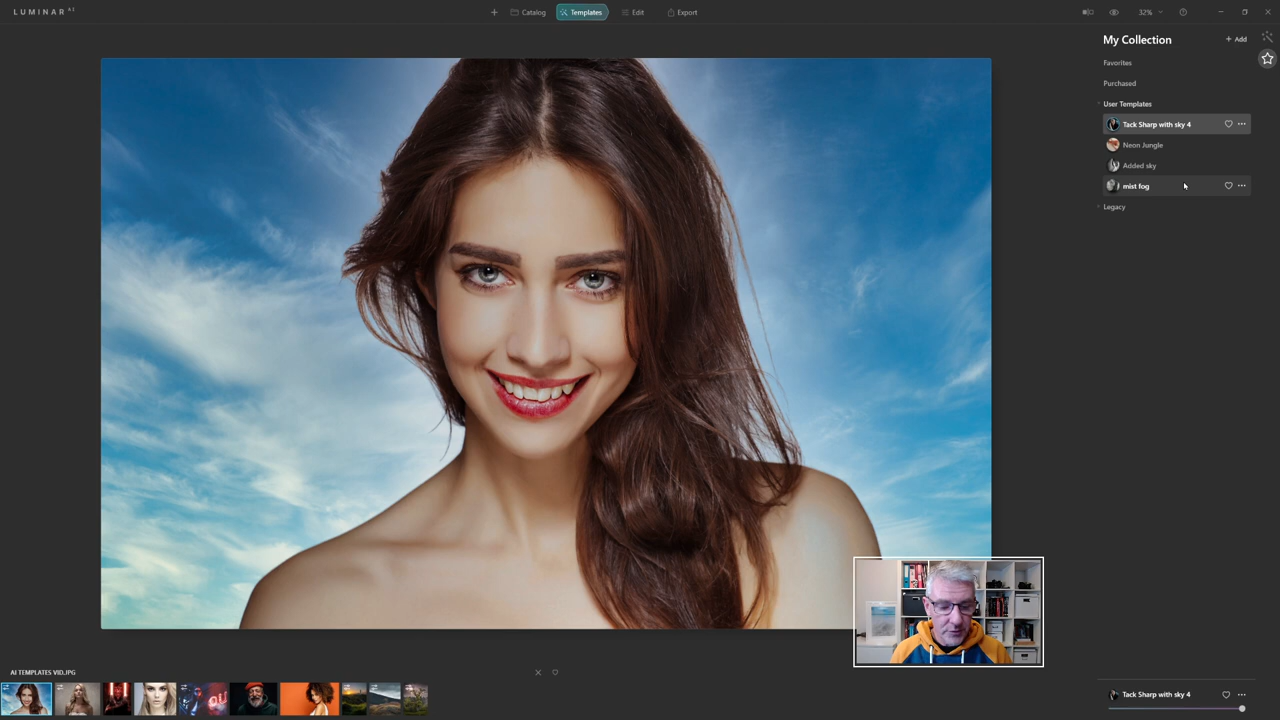 LUMINAR AI
Catalog
Templates
Edit
Export
32%
My Collection
Add
Favorites
Purchased
User Templates
Tack Sharp with sky 4
Neon Jungle
Added sky
mist fog
Legacy
AI TEMPLATES VID.JPG
Tack Sharp with sky 4